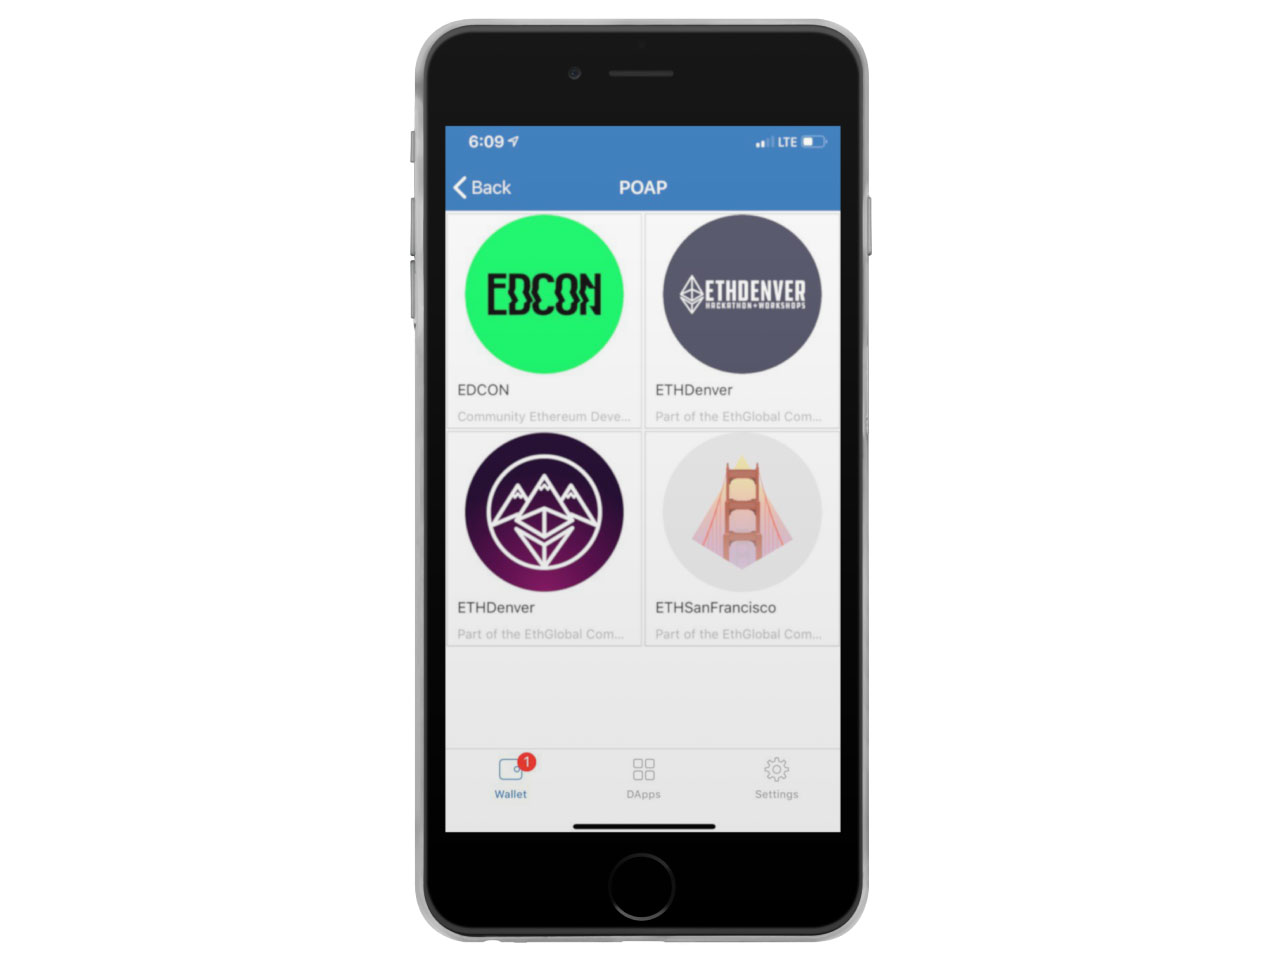 6:09
LTE
Back
POAP
EDCON
ETHDENVER
HACKATHON+WORKSHOPS
EDCON
ETHDenver
Community Ethereum Deve...
Part of the EthGlobal Com...
ETHDenver
ETHSanFrancisco
Part of the EthGlobal Com...
Part of the EthGlobal Com...
1
Wallet
DApps
Settings